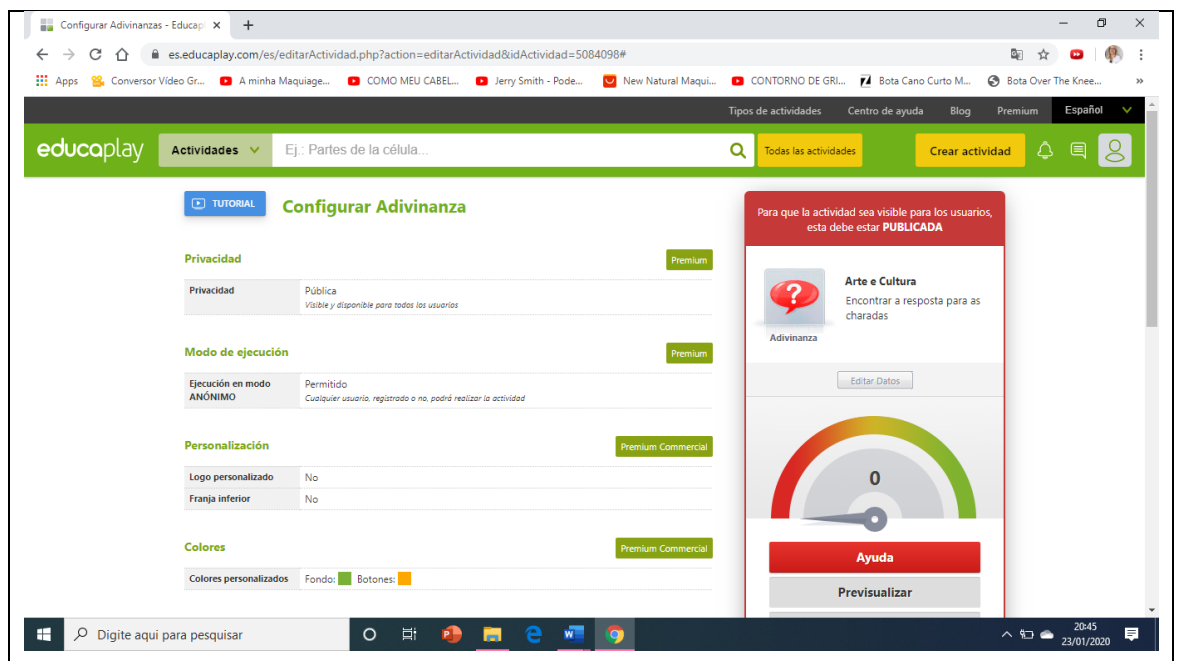 Configurar Adivinanzas - Educap
es.educaplay.com/es/editarActividad.php?action=editarActividad&idActividad=5084098#
Apps Conversor Vídeo Gr... A minha Maquiage... COMO MEU CABEL... Jerry Smith - Pode... New Natural Maqui... CONTORNO DE GRI... Bota Cano Curto M... Bota Over The Knee... »
Tipos de actividades Centro de ayuda Blog Premium Español
educaplay Actividades Ej.: Partes de la célula... Todas las actividades Crear actividad
TUTORIAL Configurar Adivinanza
Privacidad Premium
Privacidad Pública
Visible y disponible para todos los usuarios
Modo de ejecución Premium
Ejecución en modo ANÓNIMO Permitido
Cualquier usuario, registrado o no, podrá realizar la actividad
Personalización Premium Commercial
Logo personalizado No
Franja inferior No
Colores Premium Commercial
Colores personalizados Fondo: Botones:
Para que la actividad sea visible para los usuarios,
esta debe estar PUBLICADA
Arte e Cultura
Encontrar a resposta para as
charadas
Adivinanza
Editar Datos
0
Ayuda
Previsualizar
Digite aqui para pesquisar
20:45
23/01/2020